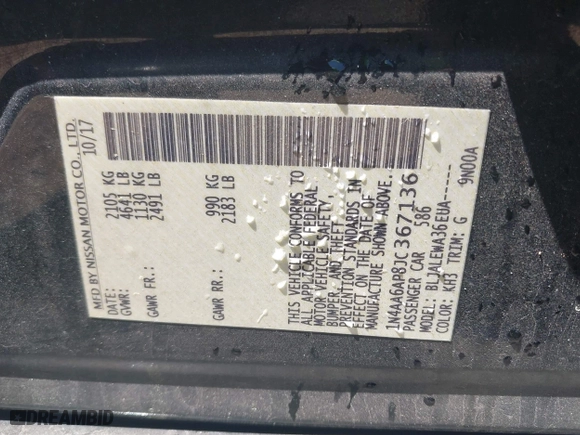 MFD BY NISSAN MOTOR CO., LTD.
DATE: 10/17
GVWR: 2105 KG
4641 LB
GAWR FR.: 1130 KG
2491 LB
GAWR RR.: 990 KG
2183 LB
THIS VEHICLE CONFORMS TO
ALL APPLICABLE FEDERAL
MOTOR VEHICLE SAFETY
BUMPER AND THEFT
PREVENTION STANDARDS IN
EFFECT ON THE DATE OF
MANUFACTURE SHOWN ABOVE.
1N4AA6AP8JC367136
PASSENGER CAR 586
MODEL: BLJALEWA36EUA-----
COLOR: KH3 TRIM: G 9N00A
DREAMBID